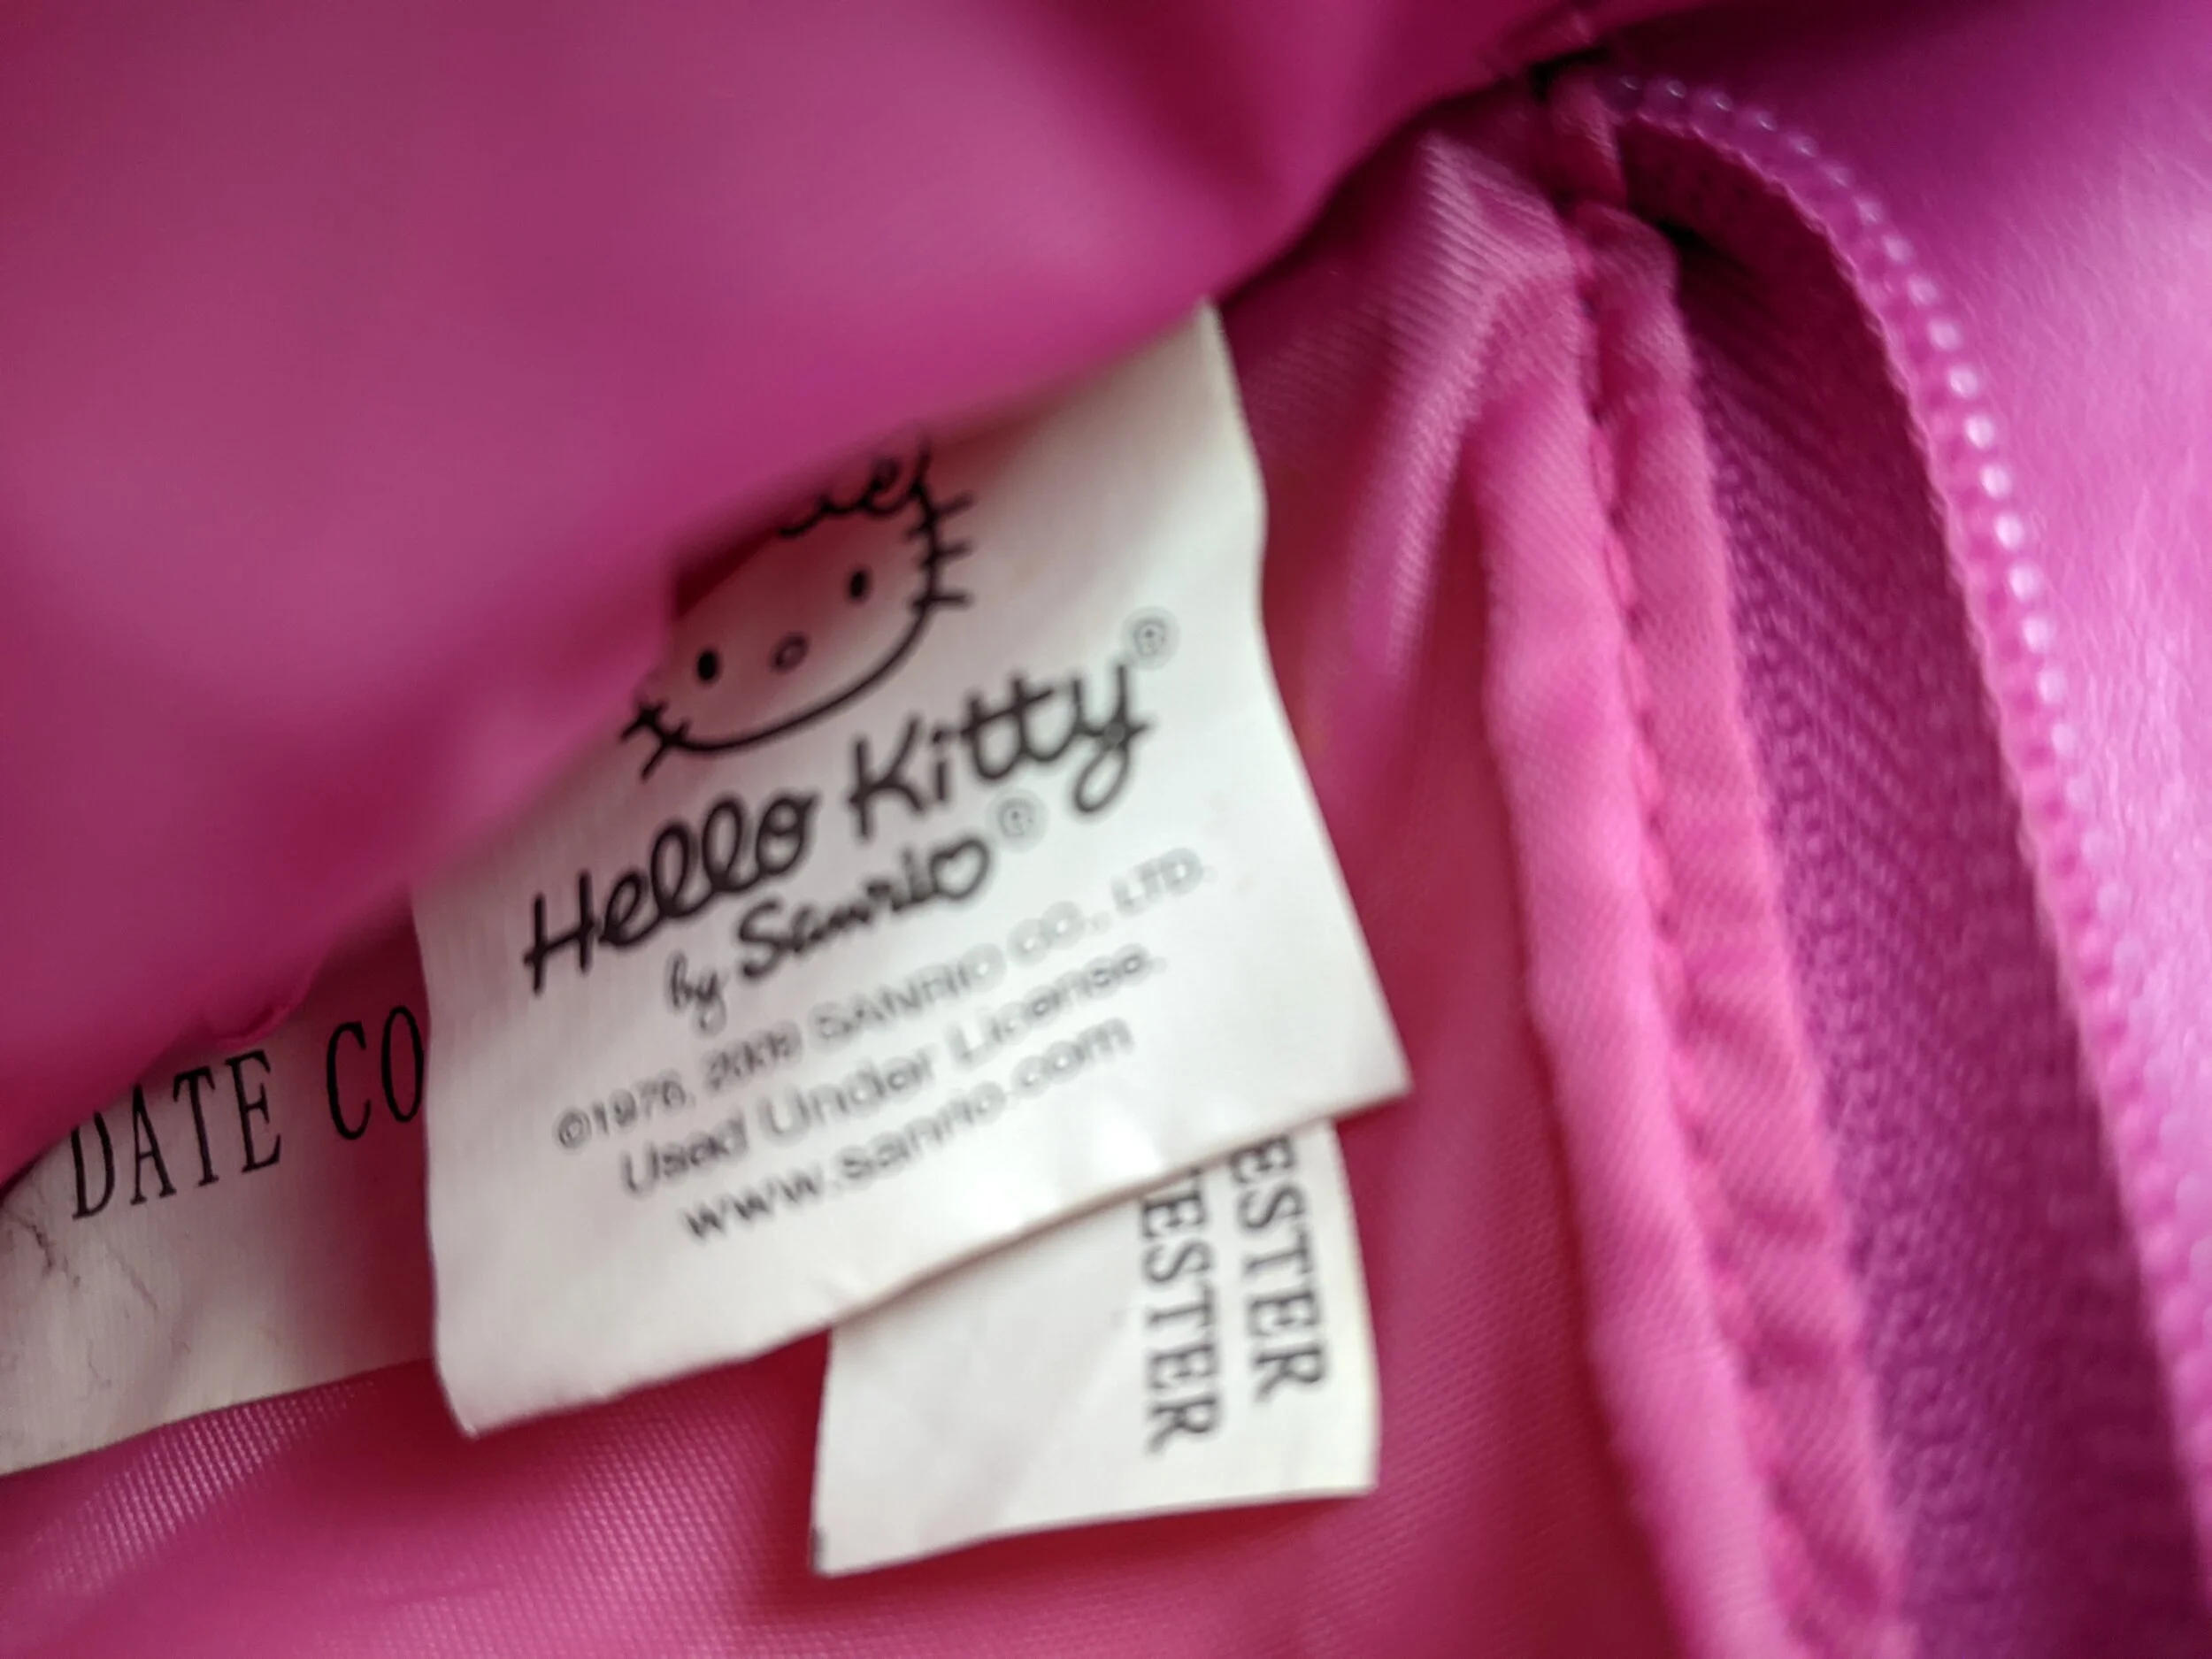 Hello Kitty®
by Sanrio®
©1976, 2009 SANRIO CO., LTD.
Used Under License.
www.sanrio.com
DATE CO
ESTER
ESTER